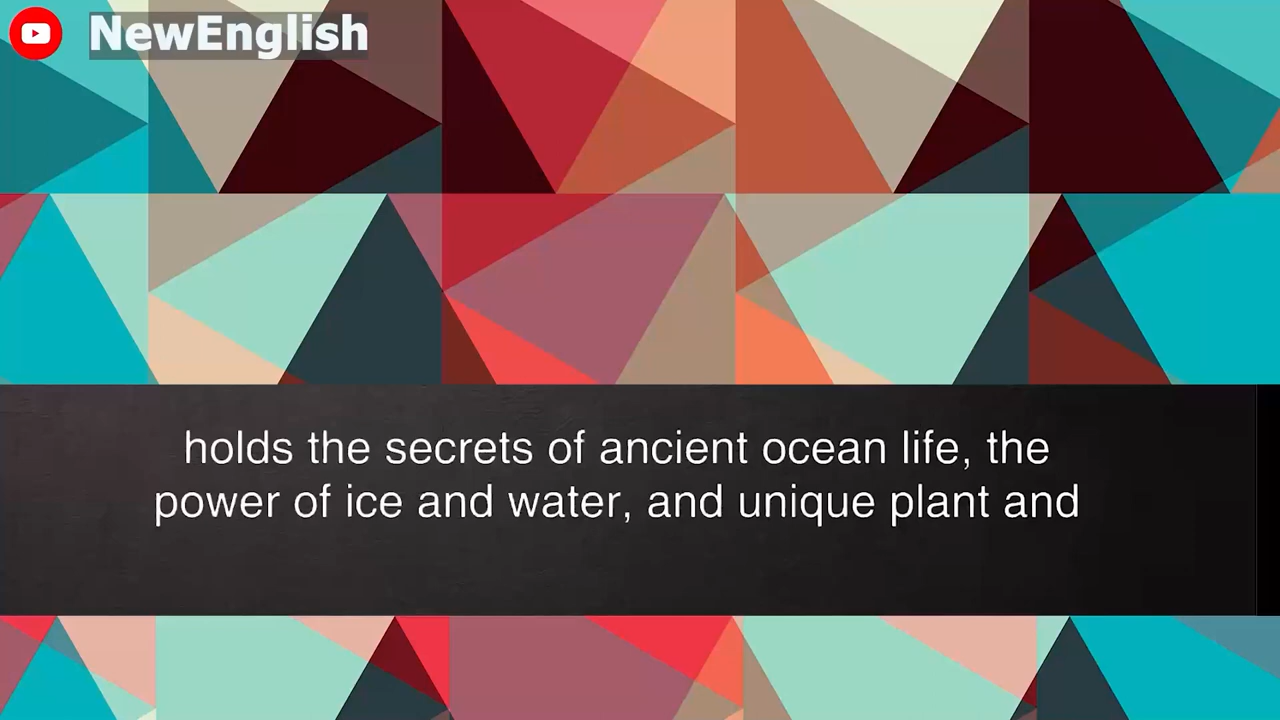 NewEnglish
holds the secrets of ancient ocean life, the
power of ice and water, and unique plant and